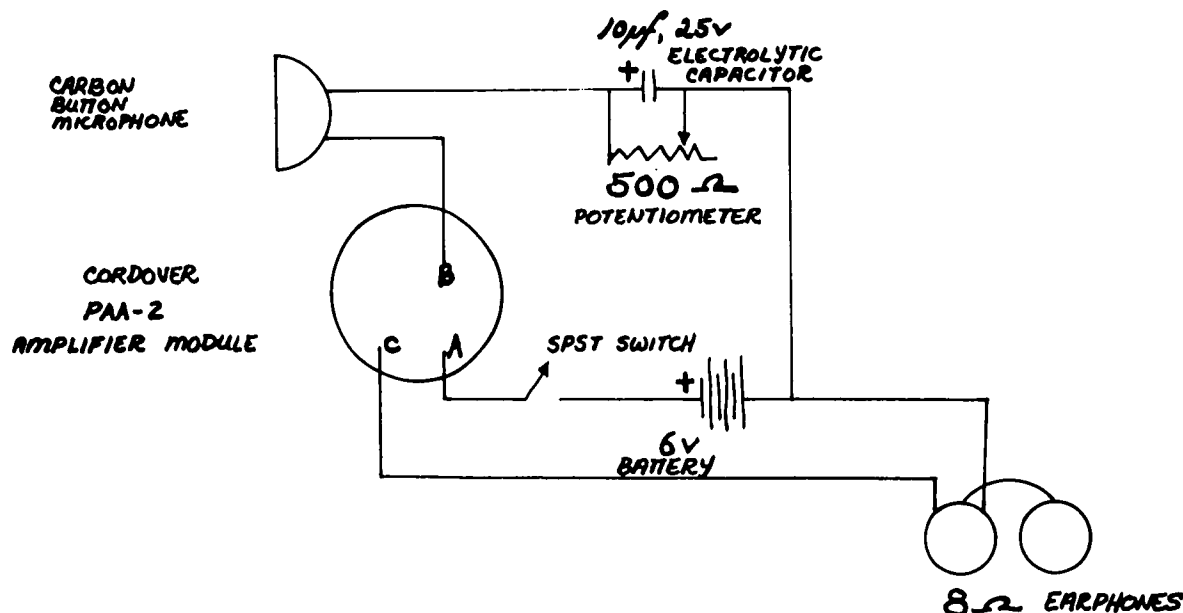 10µf, 25v
ELECTROLYTIC
CAPACITOR
+
CARBON
BUTTON
MICROPHONE
500 Ω
POTENTIOMETER
B
CORDOVER
PAA-2
AMPLIFIER MODULE
C A
SPST SWITCH
+
6v
BATTERY
8Ω EARPHONES